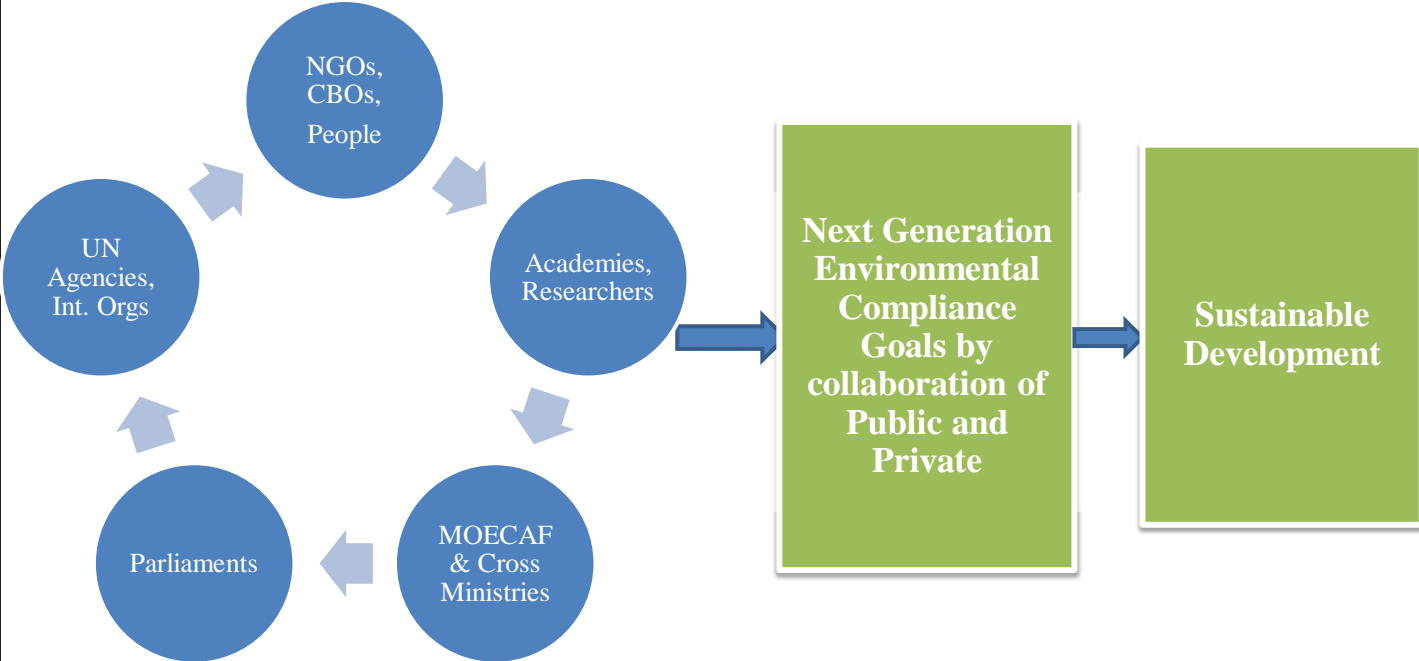 NGOs,
CBOs,
People
Academies,
Researchers
MOECAF
& Cross
Ministries
Parliaments
UN
Agencies,
Int. Orgs
Next Generation
Environmental
Compliance
Goals by
collaboration of
Public and
Private
Sustainable
Development